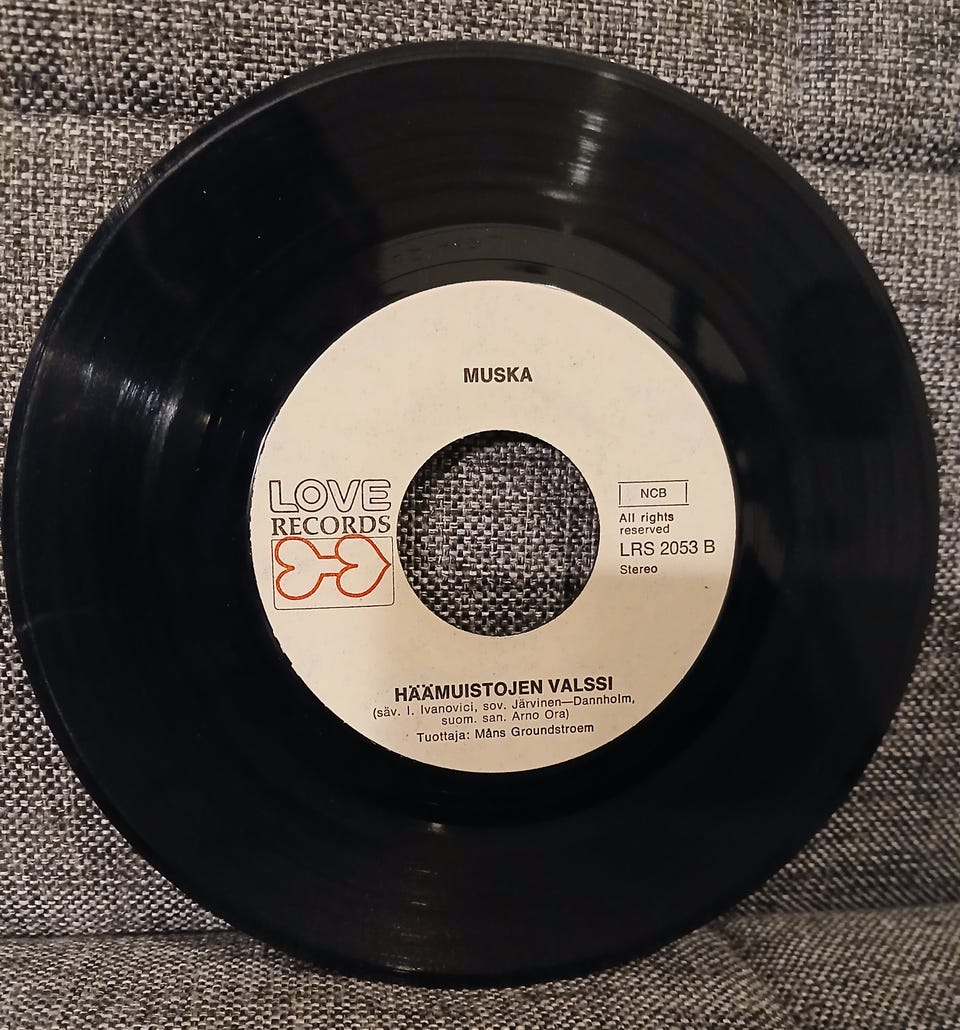 MUSKA
LOVE
RECORDS
NCB
All rights
reserved
LRS 2053 B
Stereo
HÄÄMUISTOJEN VALSSI
(säv. I. Ivanovici, sov. Järvinen—Dannholm,
suom. san. Arno Ora)
Tuottaja: Måns Groundstroem